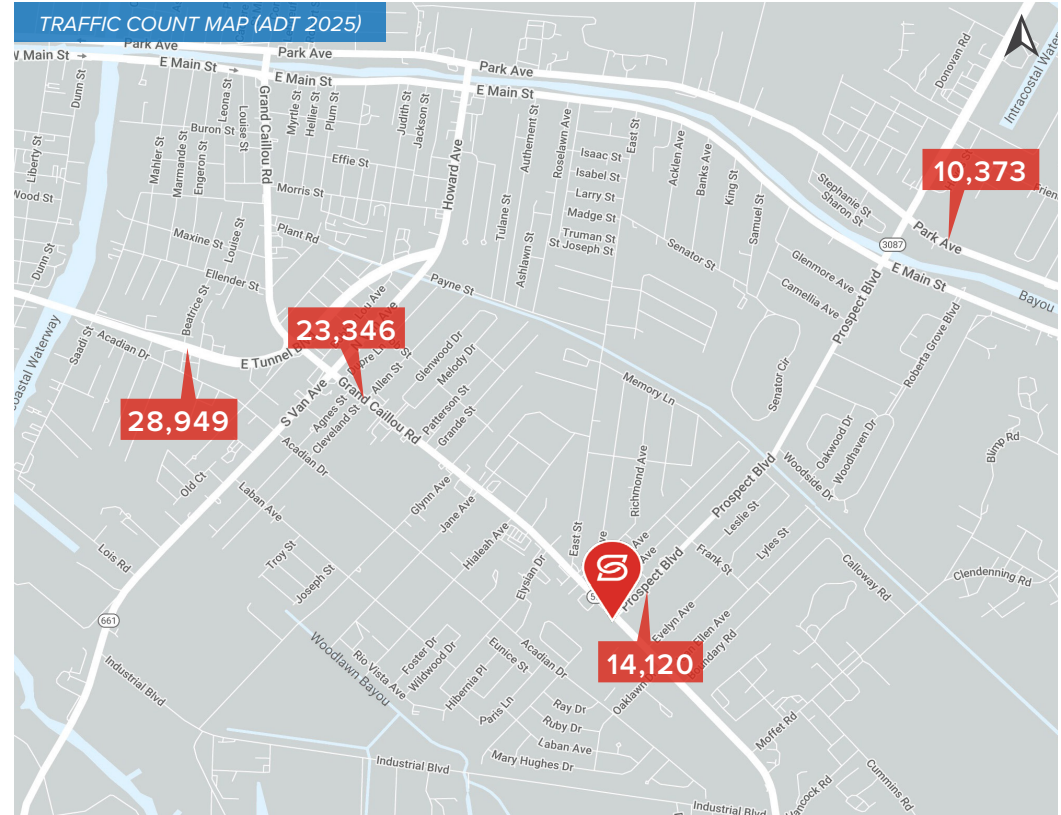 TRAFFIC COUNT MAP (ADT 2025)
Park Ave
W Main St
E Main St
Park Ave
E Main St
Park Ave
E Main St
Donovan Rd
Dunn St
Leona St
Louise St
Grand Caillou Rd
Myrtle St
Hellier St
Plum St
Judith St
Jackson St
Howard Ave
Authement St
Roselawn Ave
East St
Acklen Ave
Banks Ave
King St
Samuel St
Liberty St
Wood St
Mahler St
Marmande St
Engeron St
Buron St
Effie St
Morris St
Isaac St
Isabel St
Larry St
Madge St
Truman St
St Joseph St
Tulane St
Ashlawn St
Stephanie St
Sharon St
10,373
Park Ave
3087
E Main St
Bayou
Dunn St
Maxine St
Louise St
Plant Rd
Ellender St
Payne St
Senator St
Glenmore Ave
Camellia Ave
Prospect Blvd
Roberta Grove Blvd
Beatrice St
Saadi St
Acadian Dr
23,346
E Tunnel
28,949
S Van Ave
Agnes St
Cleveland St
Allen St
Grand Caillou Rd
Glenwood Dr
Melody Dr
Patterson St
Grande St
Memory Ln
Senator Cir
Oakwood Dr
Woodhaven Dr
Woodside Dr
Blimp Rd
Old Ct
Acadian Dr
Laban Ave
Glynn Ave
Jane Ave
Hialeah Ave
Richmond Ave
Prospect Blvd
Leslie St
Lyles St
Frank St
East St
Elysian Dr
Lois Rd
Troy St
Joseph St
Calloway Rd
Clendenning Rd
Prospect Blvd
Evelyn Ave
14,120
661
Woodlawn Bayou
Rio Vista Ave
Foster Dr
Wildwood Dr
Hibernia Pl
Eunice St
Acadian Dr
Paris Ln
Ray Dr
Ruby Dr
Laban Ave
Mary Hughes Dr
Industrial Blvd
Industrial Blvd
Industrial Blvd
Moffet Rd
Cummins Rd